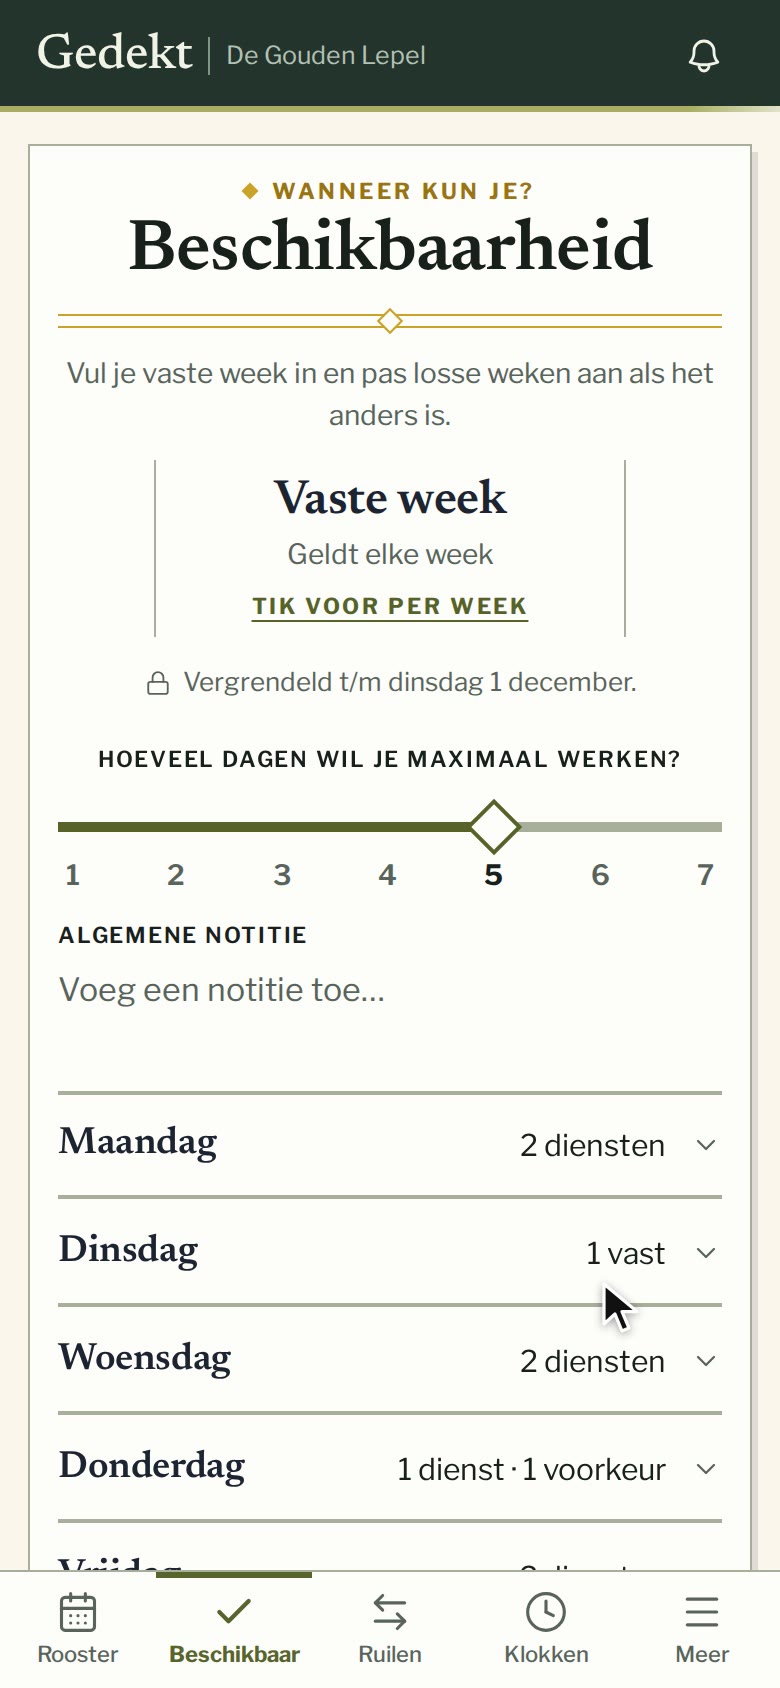 Gedekt
De Gouden Lepel
WANNEER KUN JE?
Beschikbaarheid
Vul je vaste week in en pas losse weken aan als het
anders is.
Vaste week
Geldt elke week
TIK VOOR PER WEEK
Vergrendeld t/m dinsdag 1 december.
HOEVEEL DAGEN WIL JE MAXIMAAL WERKEN?
1 2 3 4 5 6 7
ALGEMENE NOTITIE
Voeg een notitie toe...
Maandag 2 diensten
Dinsdag 1 vast
Woensdag 2 diensten
Donderdag 1 dienst · 1 voorkeur
Vrijdag
Rooster Beschikbaar Ruilen Klokken Meer